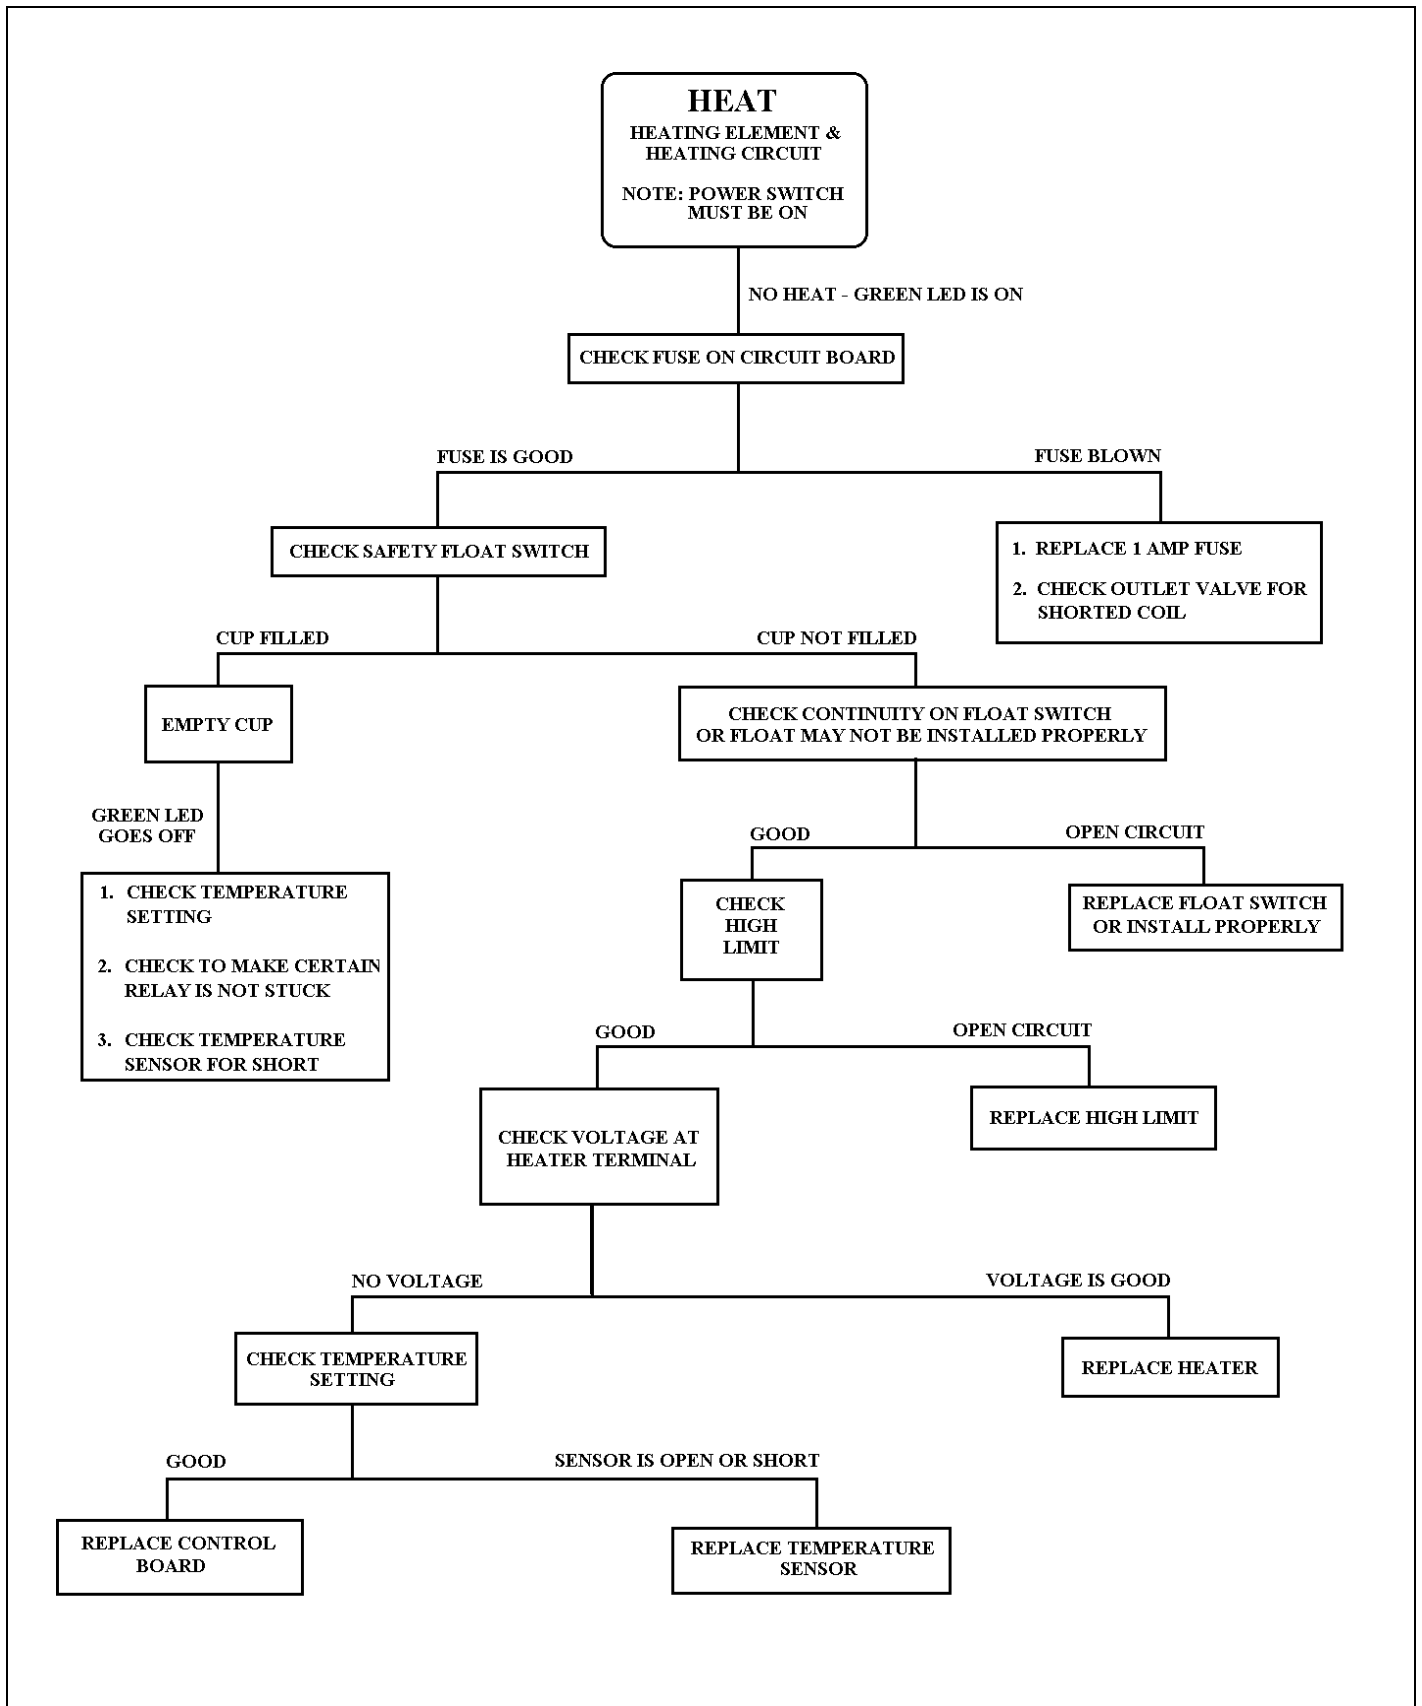 HEAT
HEATING ELEMENT &
HEATING CIRCUIT
NOTE: POWER SWITCH
MUST BE ON
NO HEAT - GREEN LED IS ON
CHECK FUSE ON CIRCUIT BOARD
FUSE IS GOOD
FUSE BLOWN
CHECK SAFETY FLOAT SWITCH
1. REPLACE 1 AMP FUSE
2. CHECK OUTLET VALVE FOR
SHORTED COIL
CUP FILLED
CUP NOT FILLED
EMPTY CUP
CHECK CONTINUITY ON FLOAT SWITCH
OR FLOAT MAY NOT BE INSTALLED PROPERLY
GREEN LED
GOES OFF
GOOD
OPEN CIRCUIT
1. CHECK TEMPERATURE
SETTING
2. CHECK TO MAKE CERTAIN
RELAY IS NOT STUCK
3. CHECK TEMPERATURE
SENSOR FOR SHORT
CHECK
HIGH
LIMIT
REPLACE FLOAT SWITCH
OR INSTALL PROPERLY
GOOD
OPEN CIRCUIT
CHECK VOLTAGE AT
HEATER TERMINAL
REPLACE HIGH LIMIT
NO VOLTAGE
VOLTAGE IS GOOD
CHECK TEMPERATURE
SETTING
REPLACE HEATER
GOOD
SENSOR IS OPEN OR SHORT
REPLACE CONTROL
BOARD
REPLACE TEMPERATURE
SENSOR